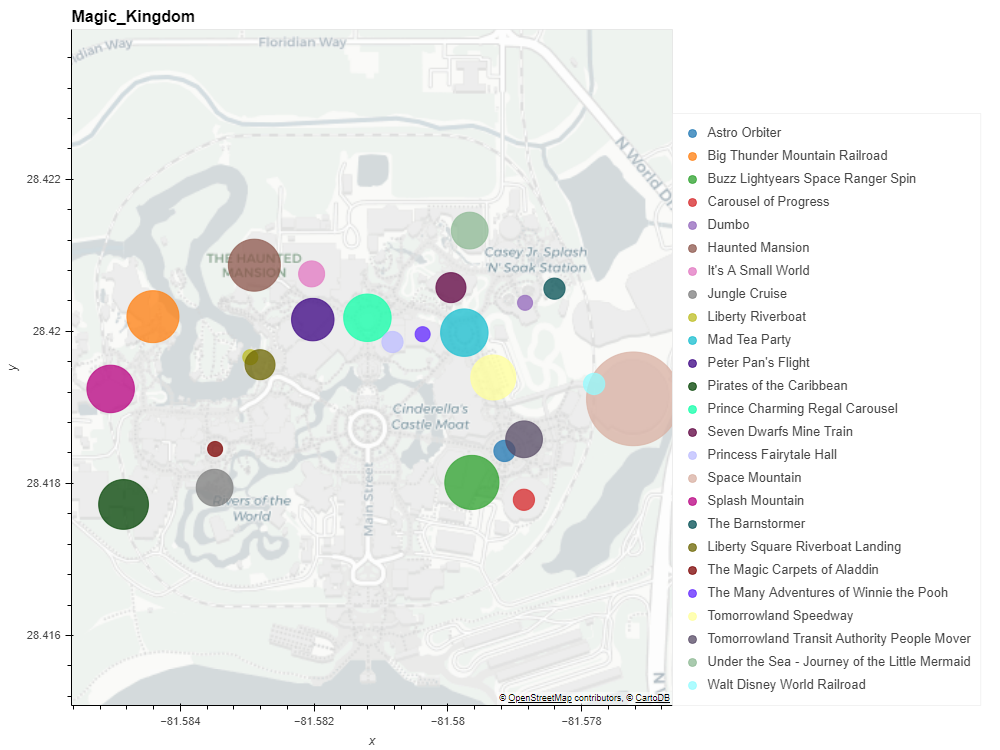 Magic_Kingdom
Floridian Way
idian Way
N World Dr
28.422
THE HAUNTED
MANSION
Casey Jr. Splash
'N' Soak Station
28.42
y
Cinderella's
Castle Moat
28.418
Main Street
Rivers of the
World
28.416
N
© OpenStreetMap contributors, © CartoDB
−81.584
−81.582
−81.58
−81.578
x
Astro Orbiter
Big Thunder Mountain Railroad
Buzz Lightyears Space Ranger Spin
Carousel of Progress
Dumbo
Haunted Mansion
It's A Small World
Jungle Cruise
Liberty Riverboat
Mad Tea Party
Peter Pan's Flight
Pirates of the Caribbean
Prince Charming Regal Carousel
Seven Dwarfs Mine Train
Princess Fairytale Hall
Space Mountain
Splash Mountain
The Barnstormer
Liberty Square Riverboat Landing
The Magic Carpets of Aladdin
The Many Adventures of Winnie the Pooh
Tomorrowland Speedway
Tomorrowland Transit Authority People Mover
Under the Sea - Journey of the Little Mermaid
Walt Disney World Railroad